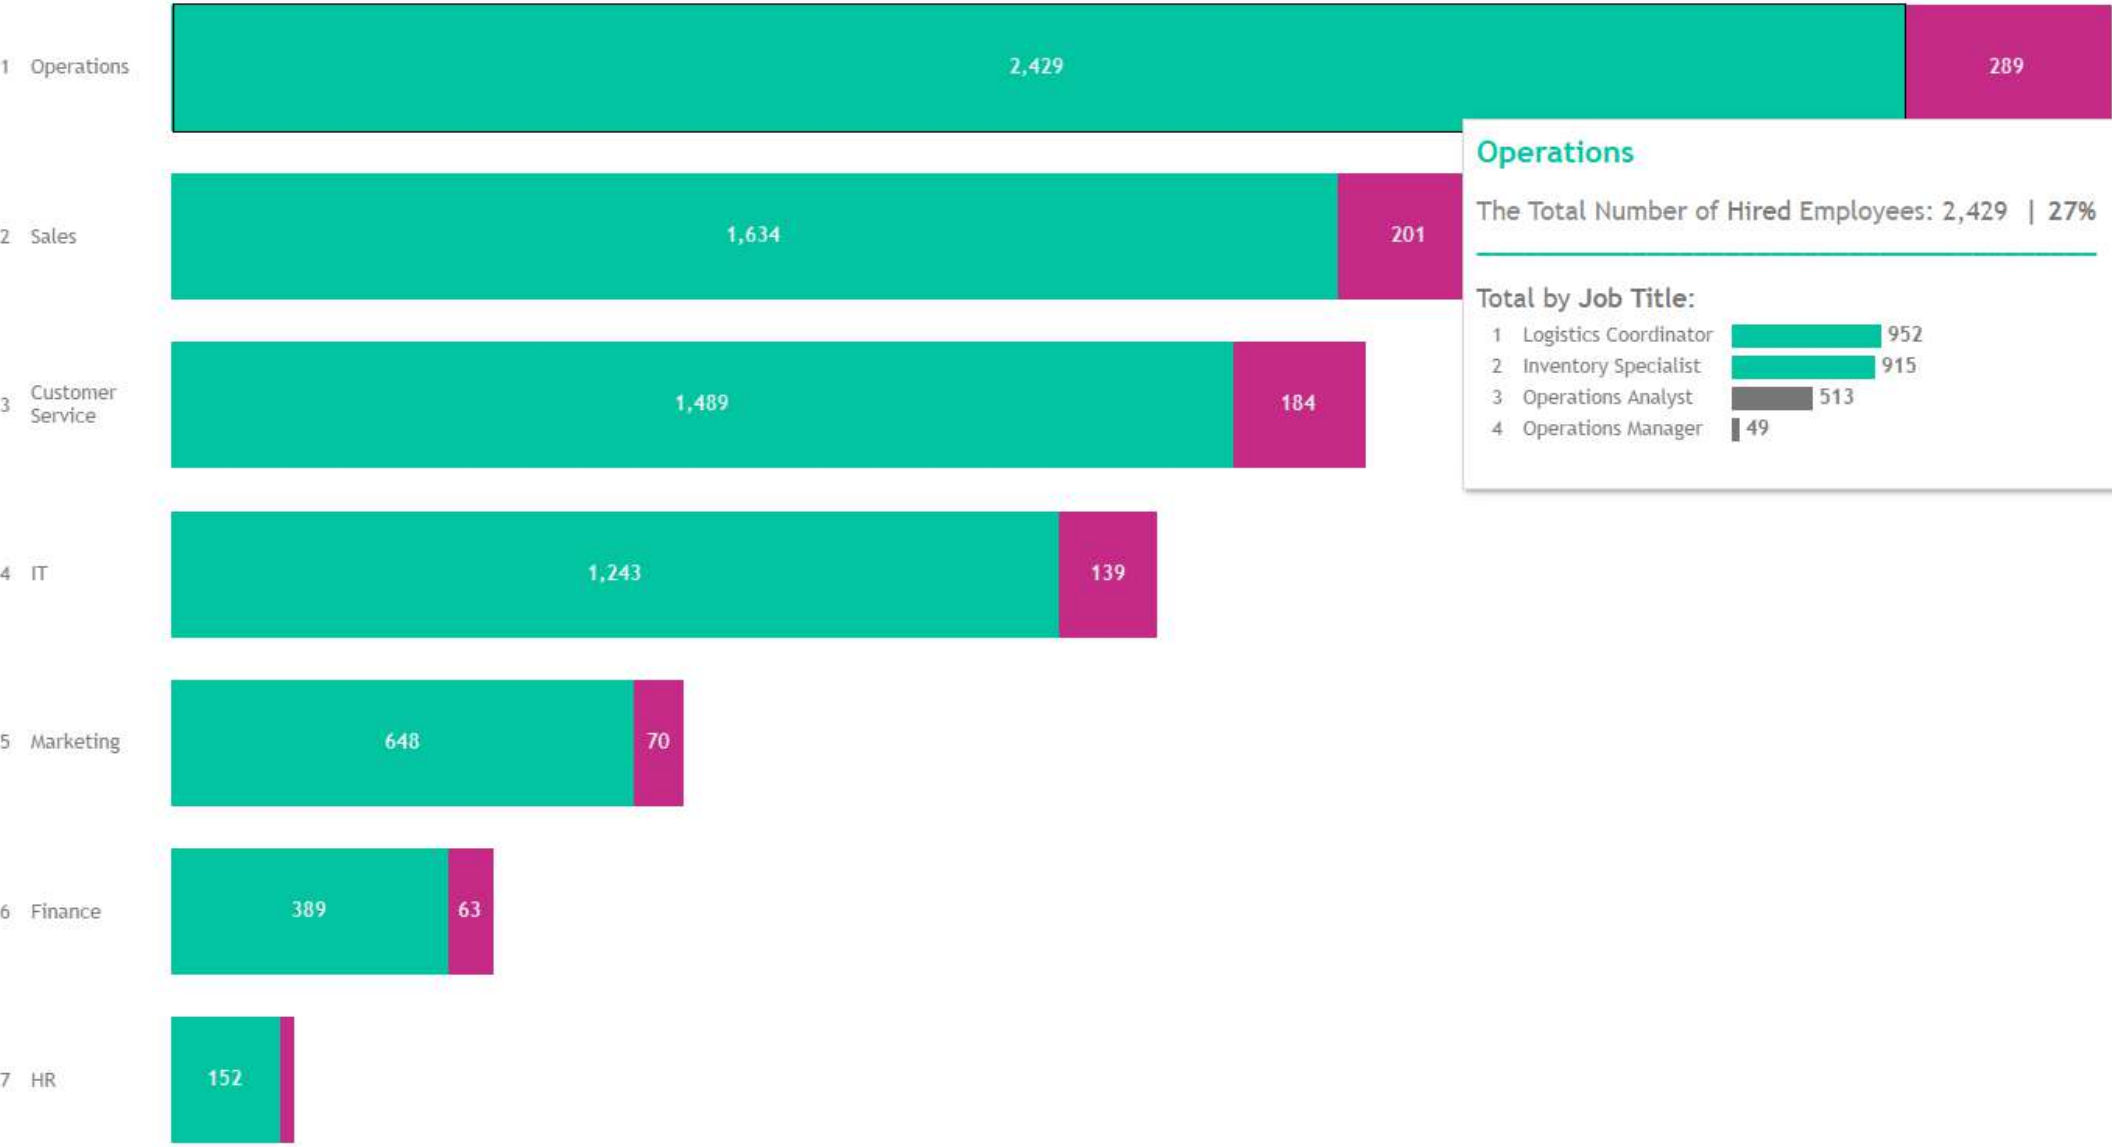 1 Operations 2,429 289
2 Sales 1,634 201
3 Customer Service 1,489 184
4 IT 1,243 139
5 Marketing 648 70
6 Finance 389 63
7 HR 152
Operations
The Total Number of Hired Employees: 2,429 | 27%
Total by Job Title:
1 Logistics Coordinator 952
2 Inventory Specialist 915
3 Operations Analyst 513
4 Operations Manager 49